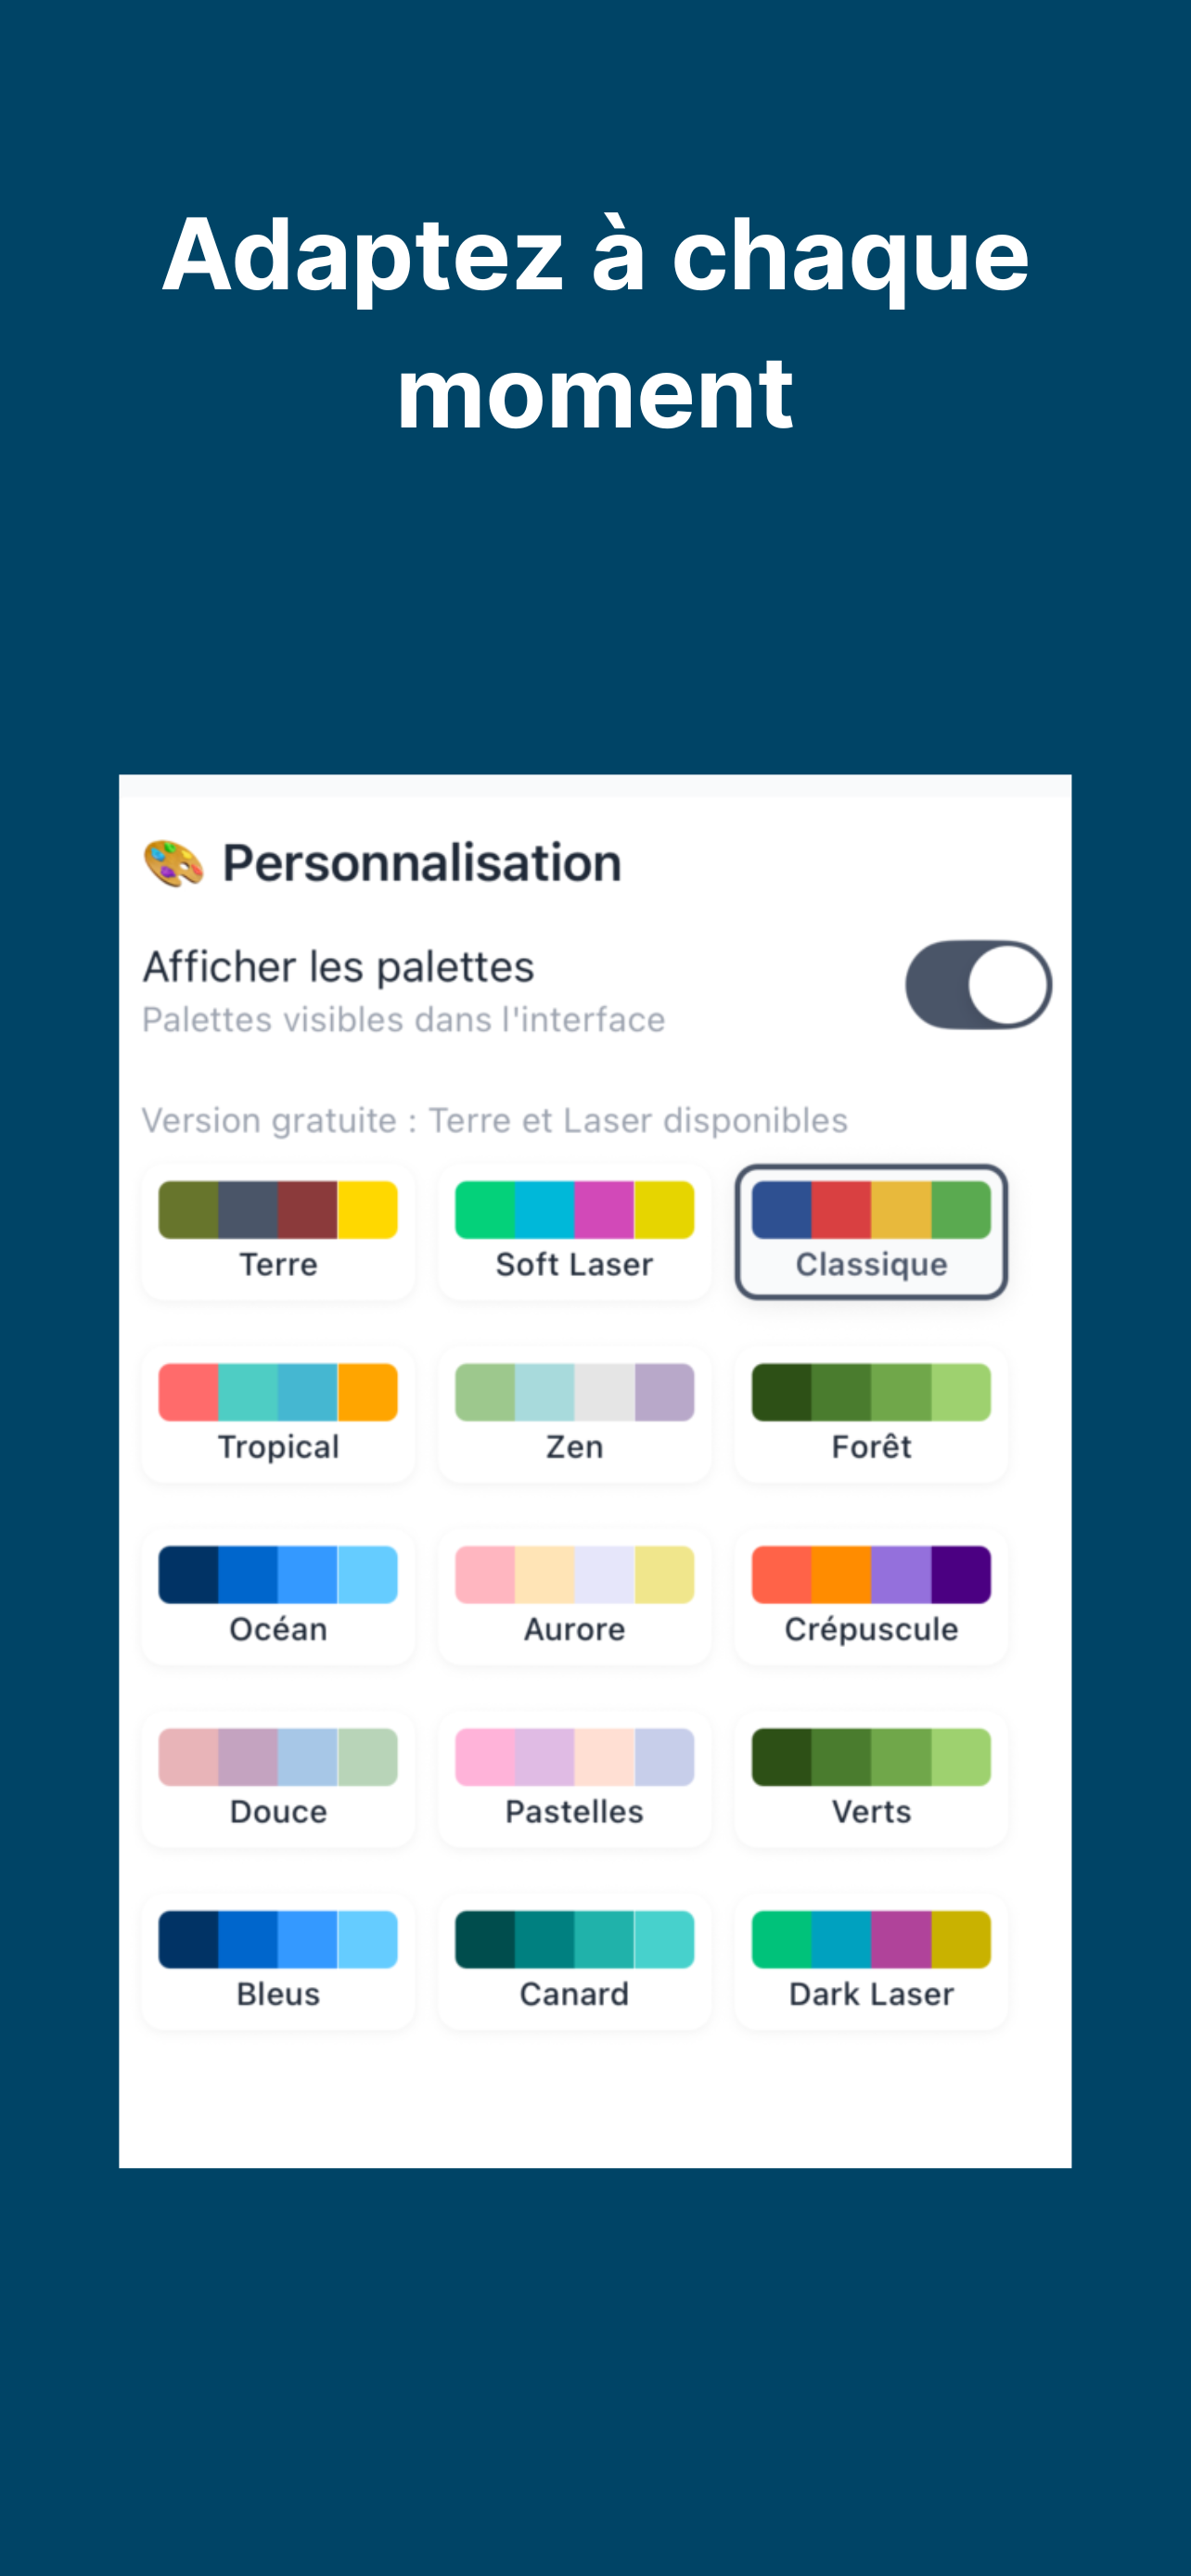 Adaptez à chaque
moment
Personnalisation
Afficher les palettes
Palettes visibles dans l'interface
Version gratuite : Terre et Laser disponibles
Terre
Soft Laser
Classique
Tropical
Zen
Forêt
Océan
Aurore
Crépuscule
Douce
Pastelles
Verts
Bleus
Canard
Dark Laser